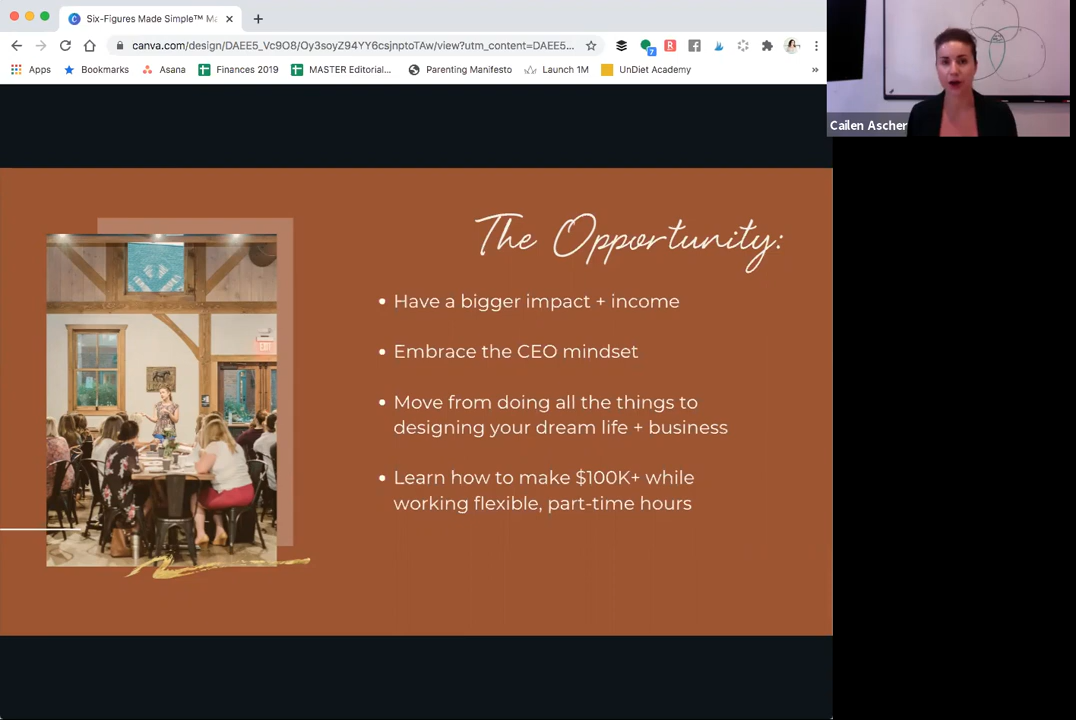 Six-Figures Made Simple™ Ma
canva.com/design/DAEE5_Vc9O8/Oy3soyZ94YY6csjnptoTAw/view?utm_content=DAEE5...
Apps Bookmarks Asana Finances 2019 MASTER Editorial... Parenting Manifesto Launch 1M UnDiet Academy »
Cailen Ascher
The Opportunity:
• Have a bigger impact + income
• Embrace the CEO mindset
• Move from doing all the things to
designing your dream life + business
• Learn how to make $100K+ while
working flexible, part-time hours
EXIT